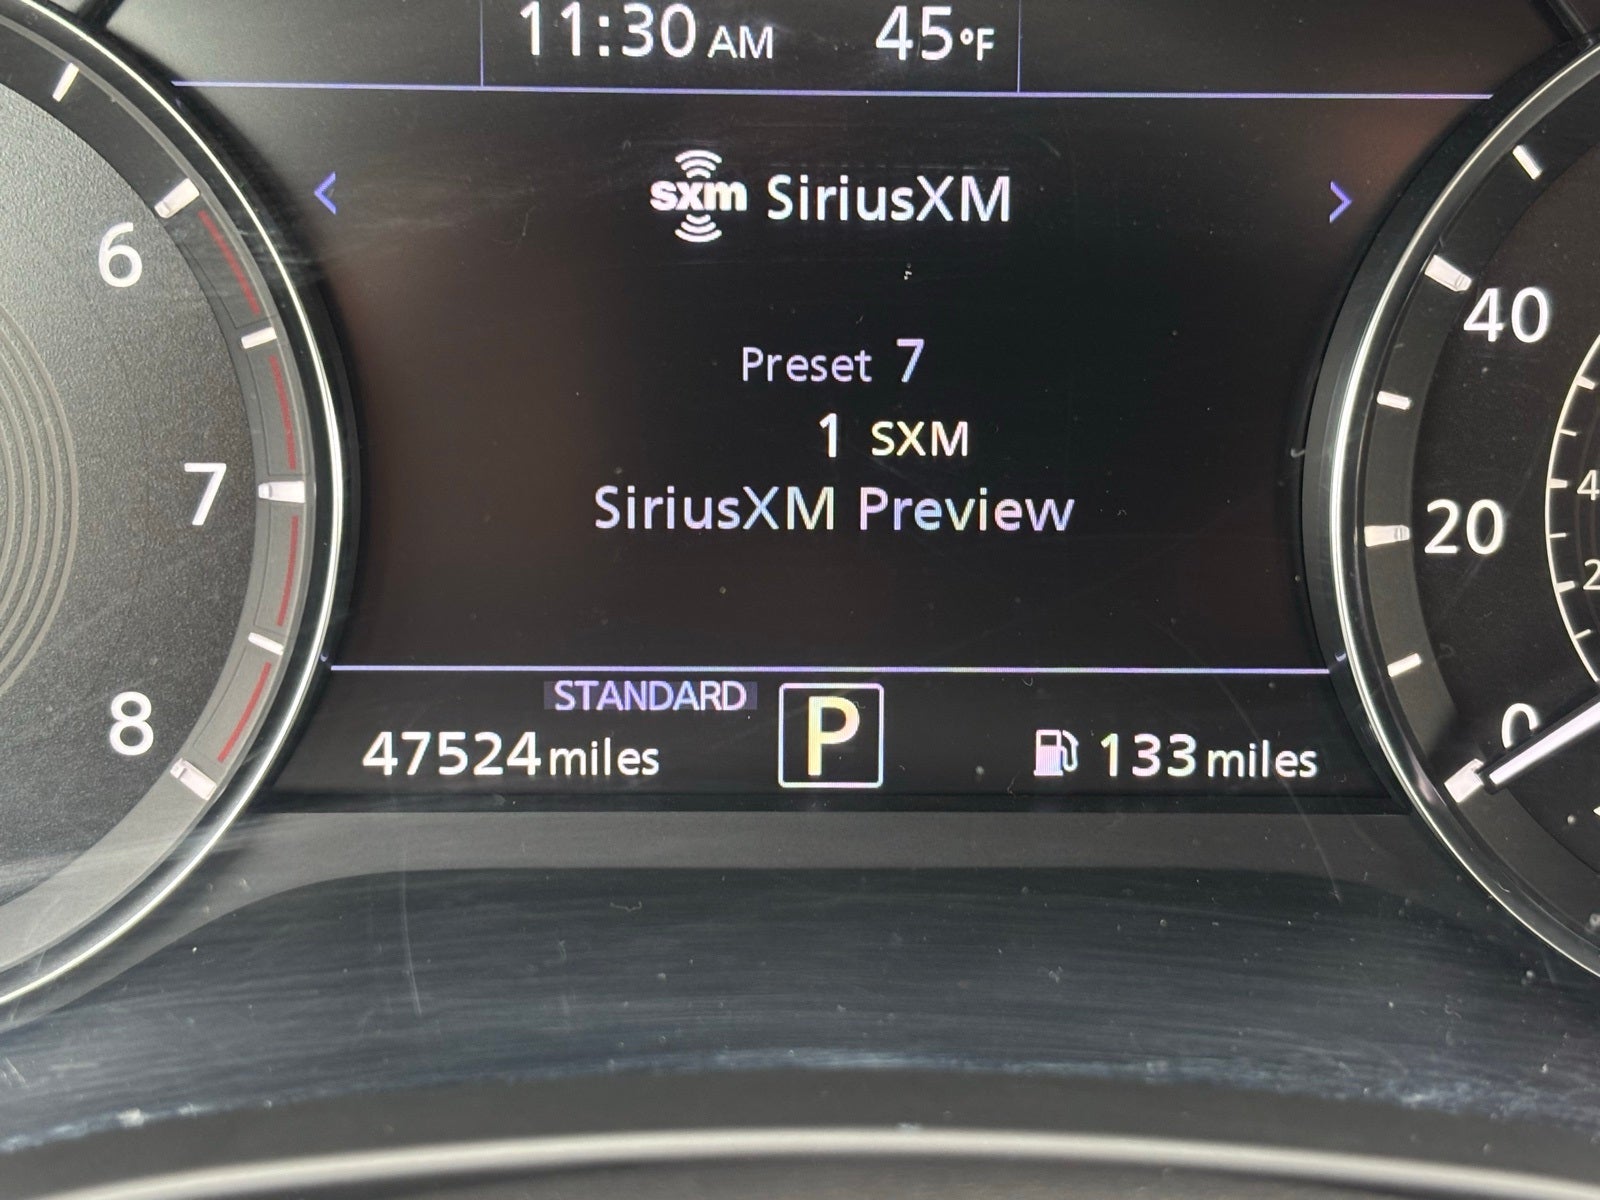 11:30 AM 45°F
sxm SiriusXM
Preset 7
1 SXM
SiriusXM Preview
STANDARD
47524 miles P 133 miles
6
7
8
40
20
0